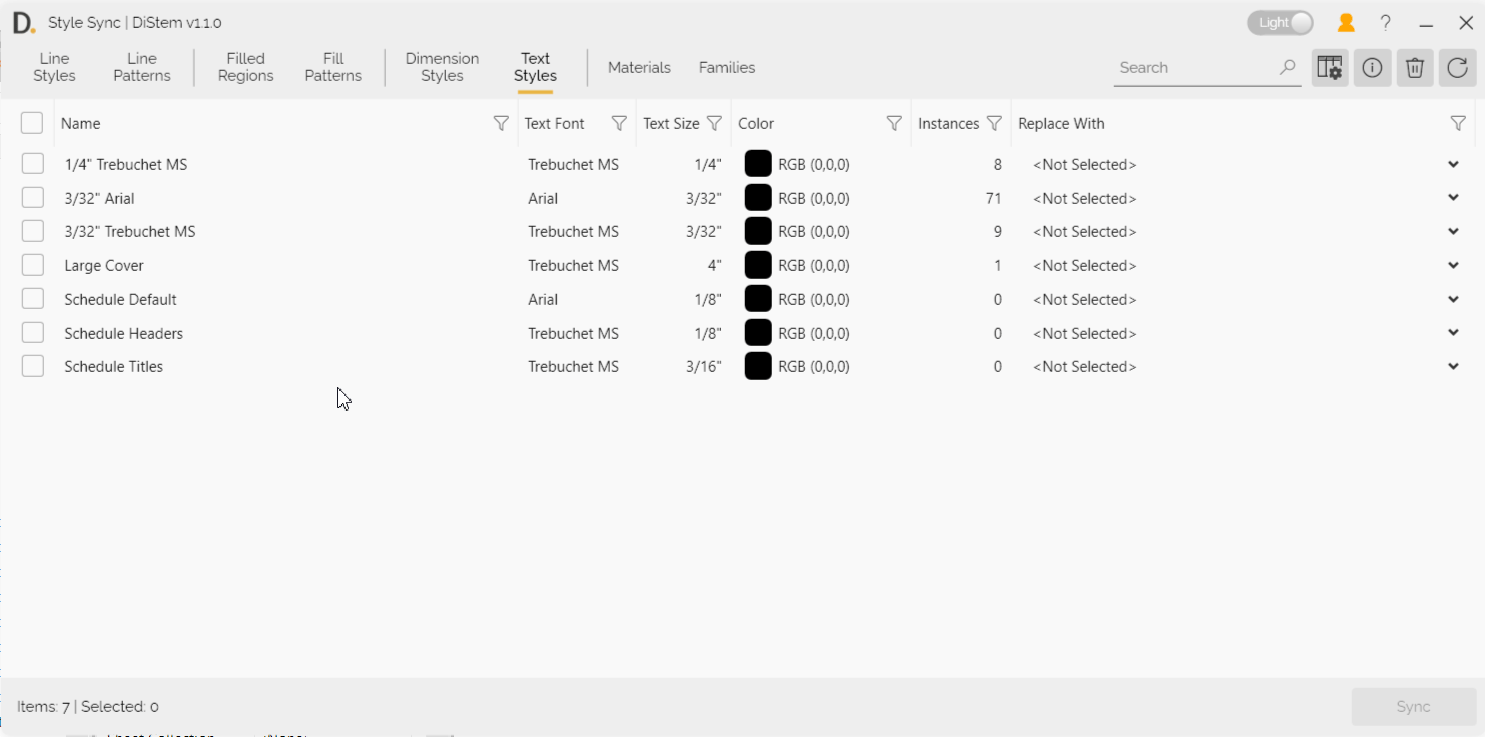 D. Style Sync | DiStem v1.1.0 Light ?
Line Styles Line Patterns Filled Regions Fill Patterns Dimension Styles Text Styles Materials Families Search
Name Text Font Text Size Color Instances Replace With
1/4" Trebuchet MS Trebuchet MS 1/4" RGB (0,0,0) 8 <Not Selected>
3/32" Arial Arial 3/32" RGB (0,0,0) 71 <Not Selected>
3/32" Trebuchet MS Trebuchet MS 3/32" RGB (0,0,0) 9 <Not Selected>
Large Cover Trebuchet MS 4" RGB (0,0,0) 1 <Not Selected>
Schedule Default Arial 1/8" RGB (0,0,0) 0 <Not Selected>
Schedule Headers Trebuchet MS 1/8" RGB (0,0,0) 0 <Not Selected>
Schedule Titles Trebuchet MS 3/16" RGB (0,0,0) 0 <Not Selected>
Items: 7 | Selected: 0 Sync